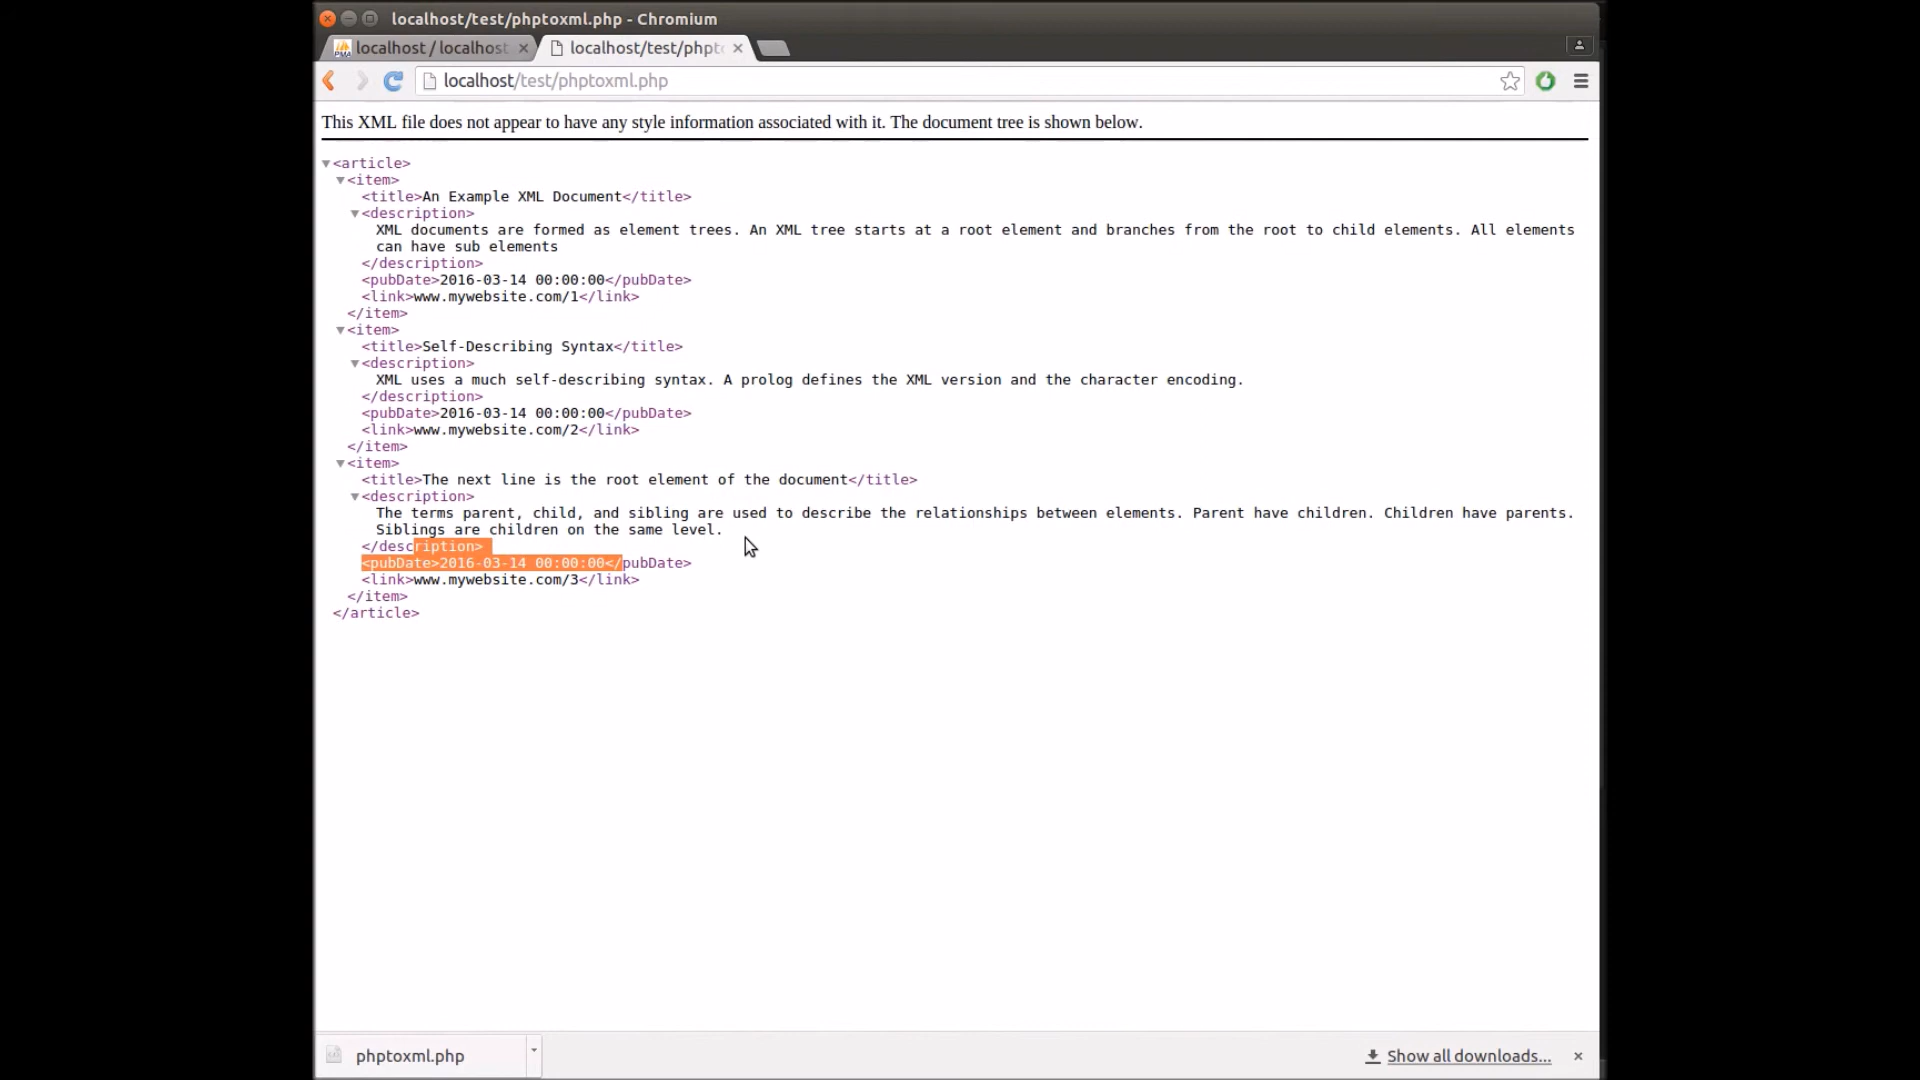 localhost/test/phptoxml.php - Chromium
localhost / localhost
localhost/test/phpto
localhost/test/phptoxml.php
This XML file does not appear to have any style information associated with it. The document tree is shown below.
<article>
<item>
<title>An Example XML Document</title>
<description>
XML documents are formed as element trees. An XML tree starts at a root element and branches from the root to child elements. All elements
can have sub elements
</description>
<pubDate>2016-03-14 00:00:00</pubDate>
<link>www.mywebsite.com/1</link>
</item>
<item>
<title>Self-Describing Syntax</title>
<description>
XML uses a much self-describing syntax. A prolog defines the XML version and the character encoding.
</description>
<pubDate>2016-03-14 00:00:00</pubDate>
<link>www.mywebsite.com/2</link>
</item>
<item>
<title>The next line is the root element of the document</title>
<description>
The terms parent, child, and sibling are used to describe the relationships between elements. Parent have children. Children have parents.
Siblings are children on the same level.
</description>
<pubDate>2016-03-14 00:00:00</pubDate>
<link>www.mywebsite.com/3</link>
</item>
</article>
phptoxml.php
Show all downloads...